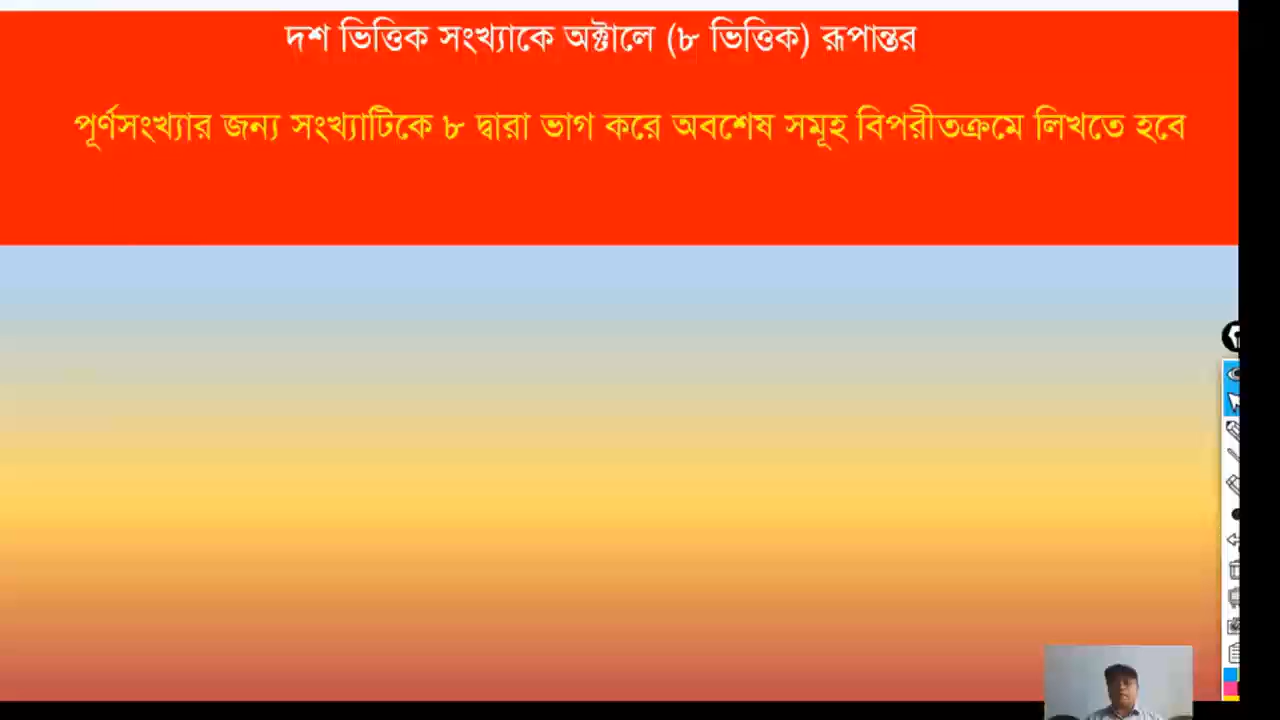 দশ ভিত্তিক সংখ্যাকে অক্টালে (৮ ভিত্তিক) রূপান্তর
পূর্ণসংখ্যার জন্য সংখ্যাটিকে ৮ দ্বারা ভাগ করে অবশেষ সমূহ বিপরীতক্রমে লিখতে হবে